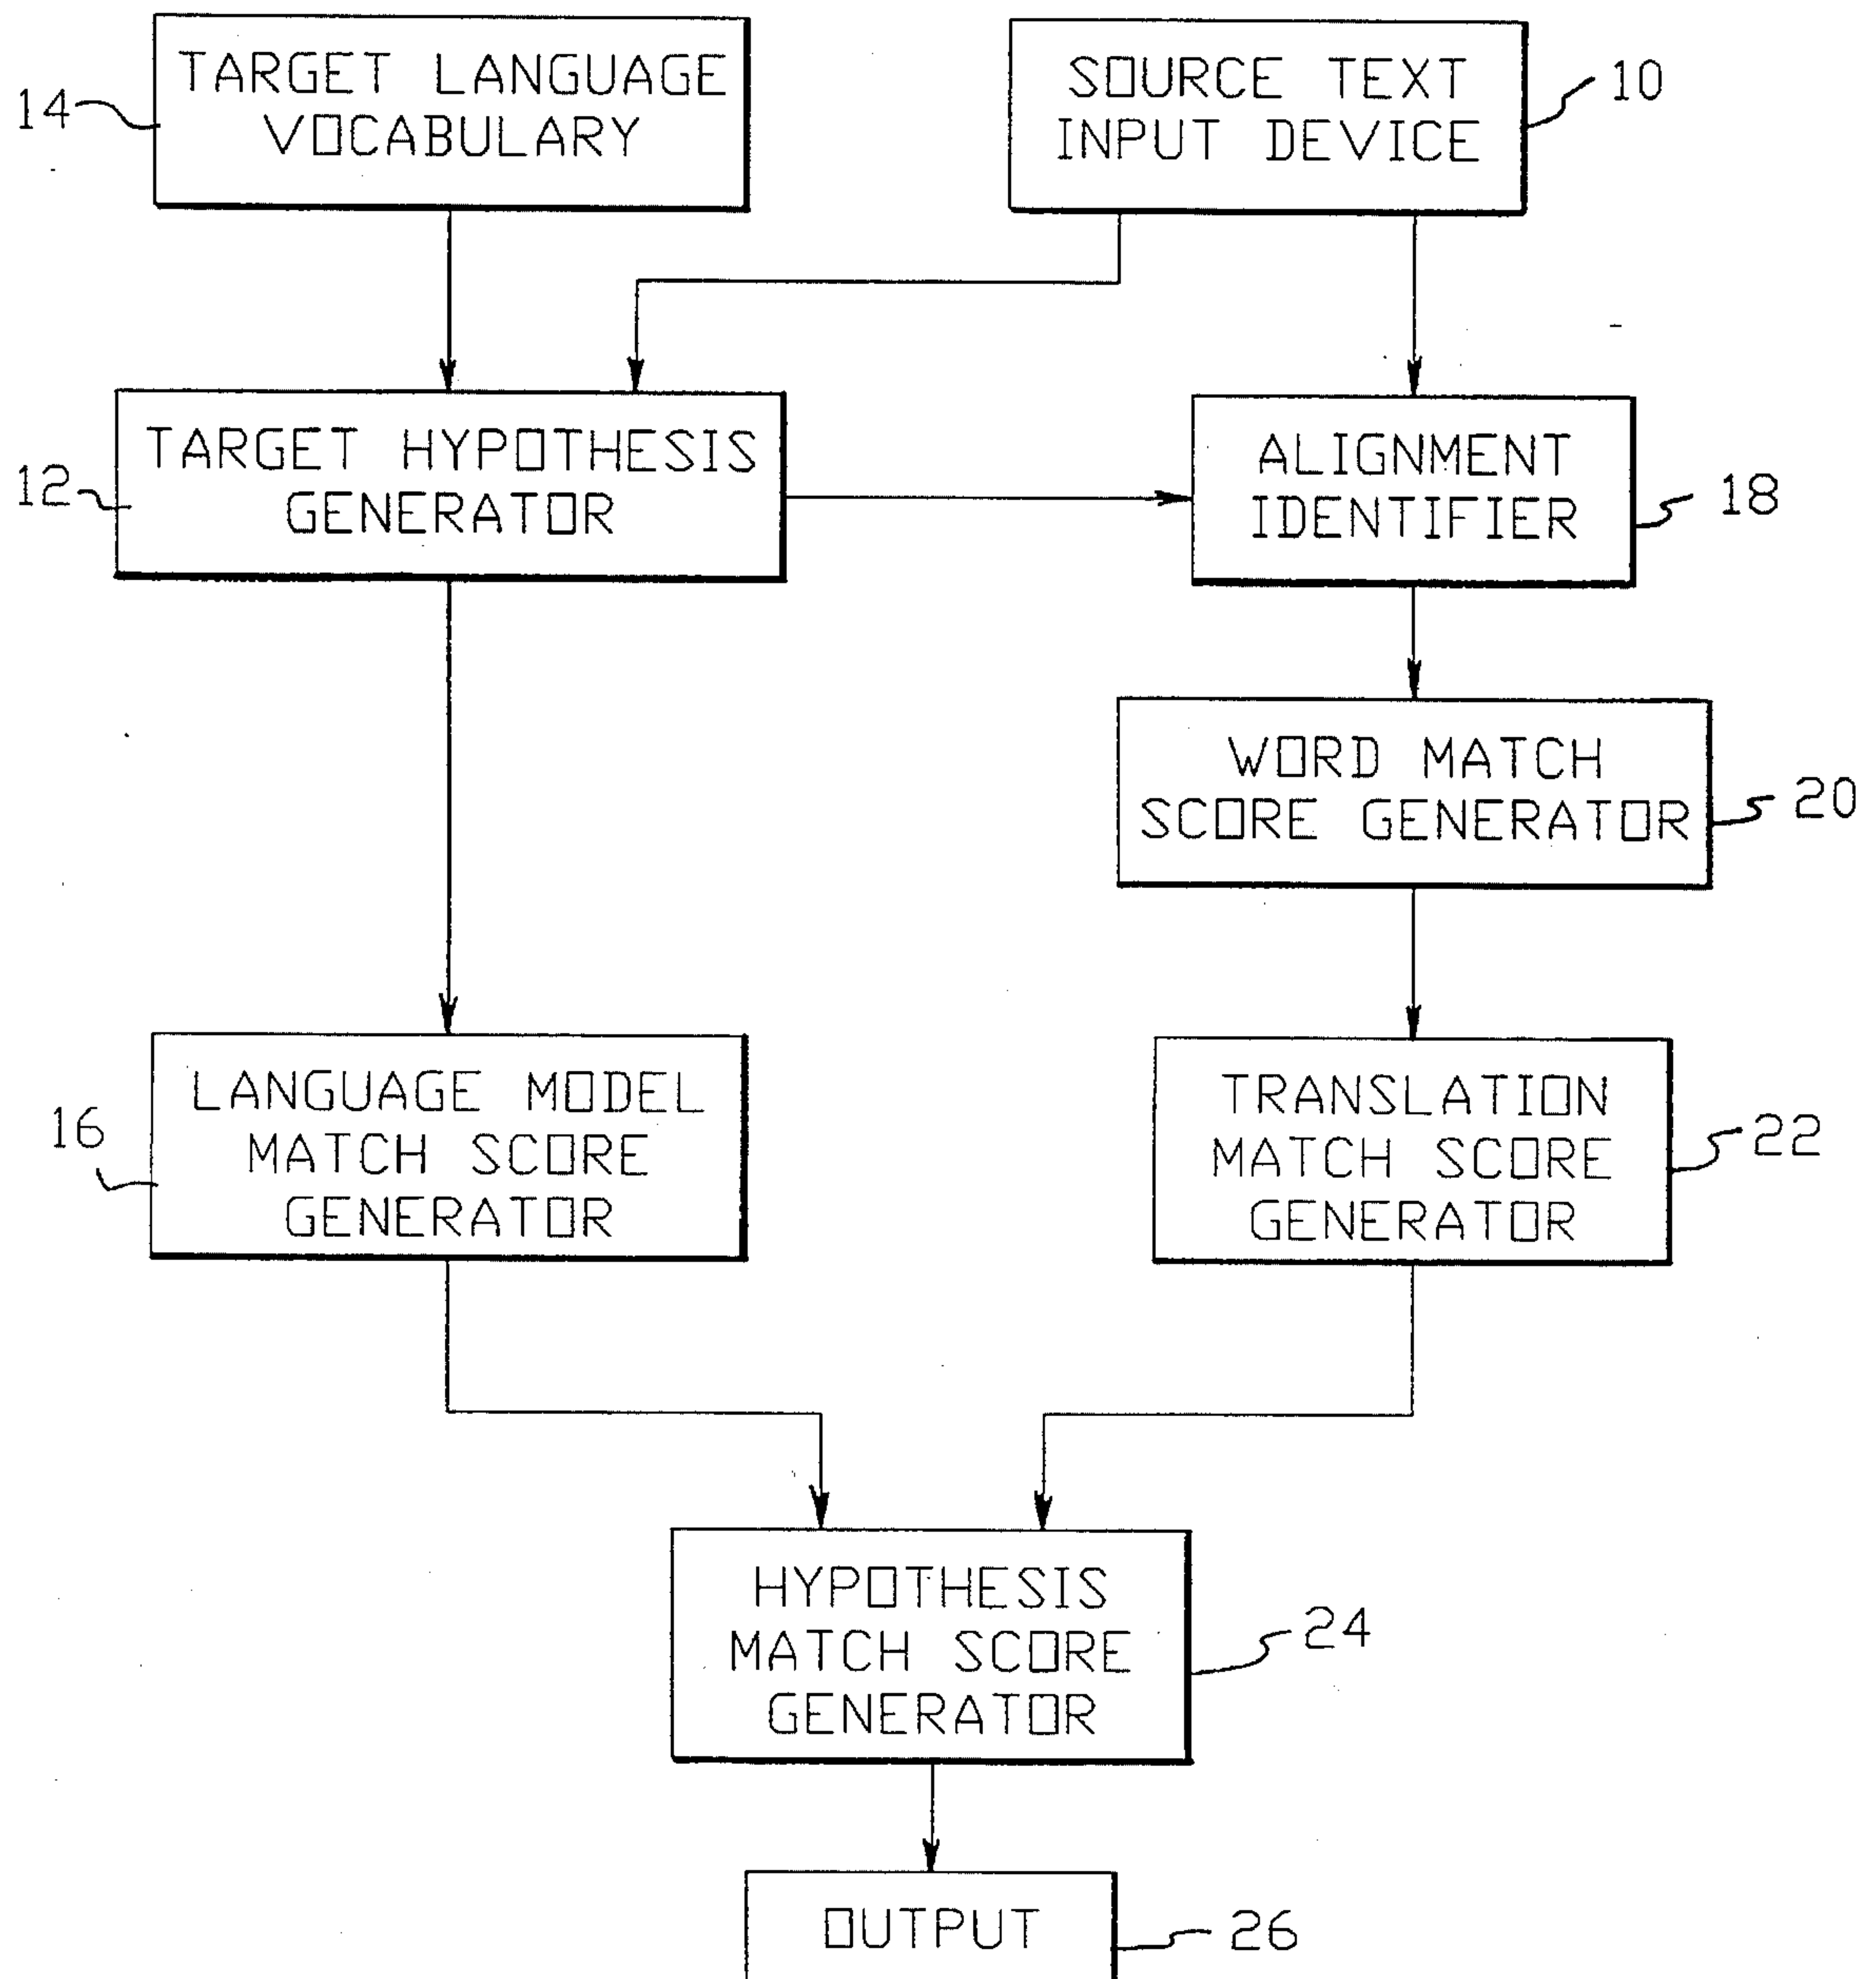 TARGET LANGUAGE
VOCABULARY
14
SOURCE TEXT
INPUT DEVICE
10
TARGET HYPOTHESIS
GENERATOR
12
ALIGNMENT
IDENTIFIER
18
WORD MATCH
SCORE GENERATOR
20
LANGUAGE MODEL
MATCH SCORE
GENERATOR
16
TRANSLATION
MATCH SCORE
GENERATOR
22
HYPOTHESIS
MATCH SCORE
GENERATOR
24
OUTPUT
26